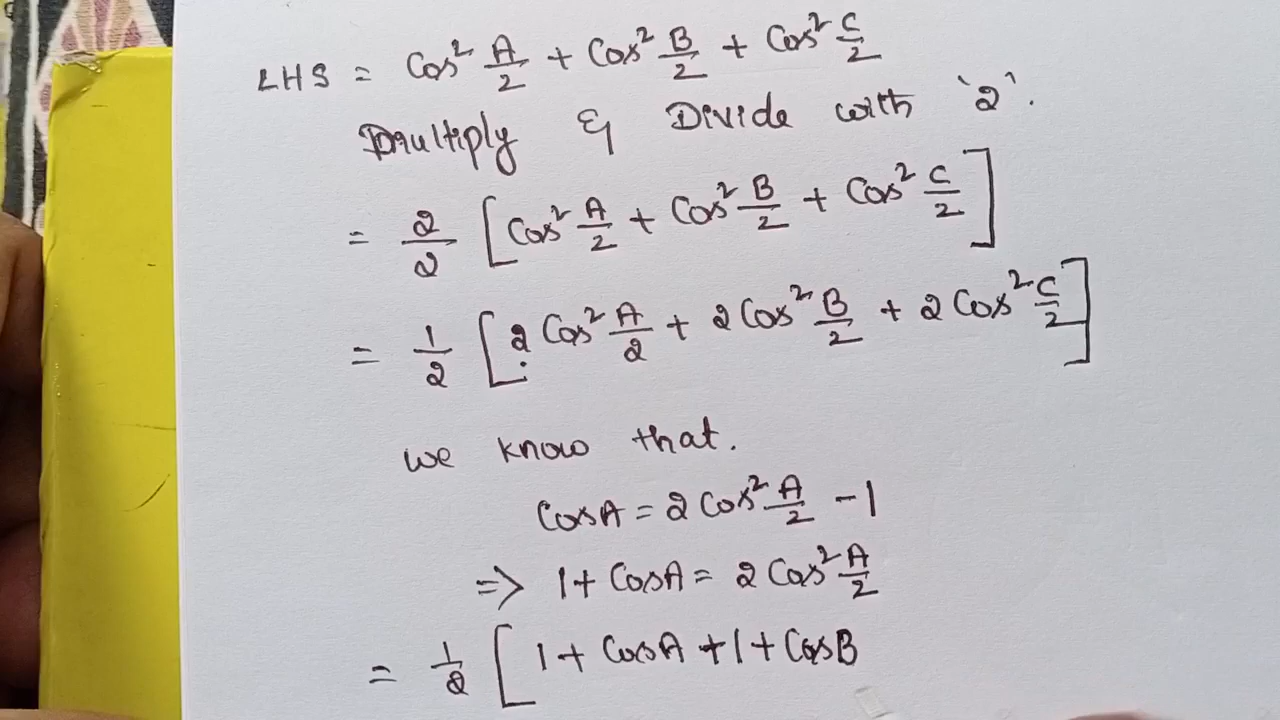 LHS = Cos² A/2 + Cos² B/2 + Cos² C/2
Multiply & Divide with '2'.
= 2/2 [Cos² A/2 + Cos² B/2 + Cos² C/2]
= 1/2 [2 Cos² A/2 + 2 Cos² B/2 + 2 Cos² C/2]
we know that.
CosA = 2 Cos² A/2 - 1
=> 1 + CosA = 2 Cos² A/2
= 1/2 [1 + CosA + 1 + CosB